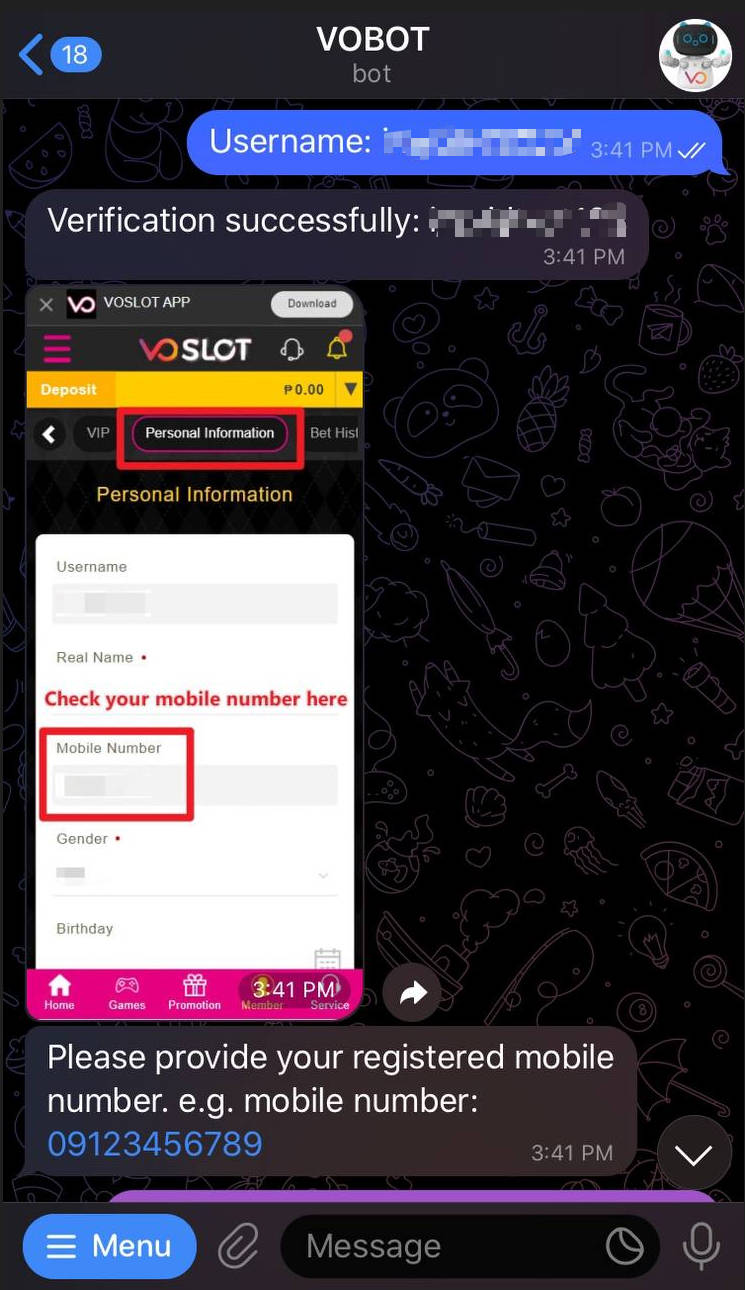 18
VOBOT
bot
Username:
3:41 PM
Verification successfully:
3:41 PM
VO
VOSLOT APP
Download
VOSLOT
Deposit
₱0.00
VIP
Personal Information
Bet Hist
Personal Information
Username
Real Name •
Check your mobile number here
Mobile Number
Gender •
Birthday
Home
Games
Promotion
Member
Service
3:41 PM
Please provide your registered mobile
number. e.g. mobile number:
09123456789
3:41 PM
Menu
Message